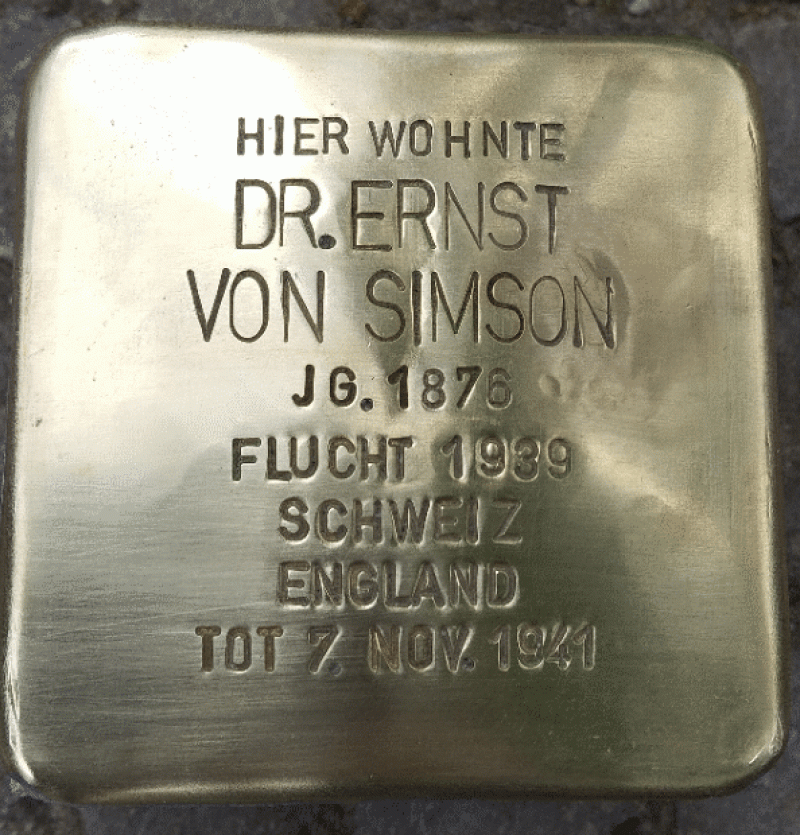 HIER WOHNTE
DR. ERNST
VON SIMSON
JG. 1876
FLUCHT 1939
SCHWEIZ
ENGLAND
TOT 7. NOV. 1941